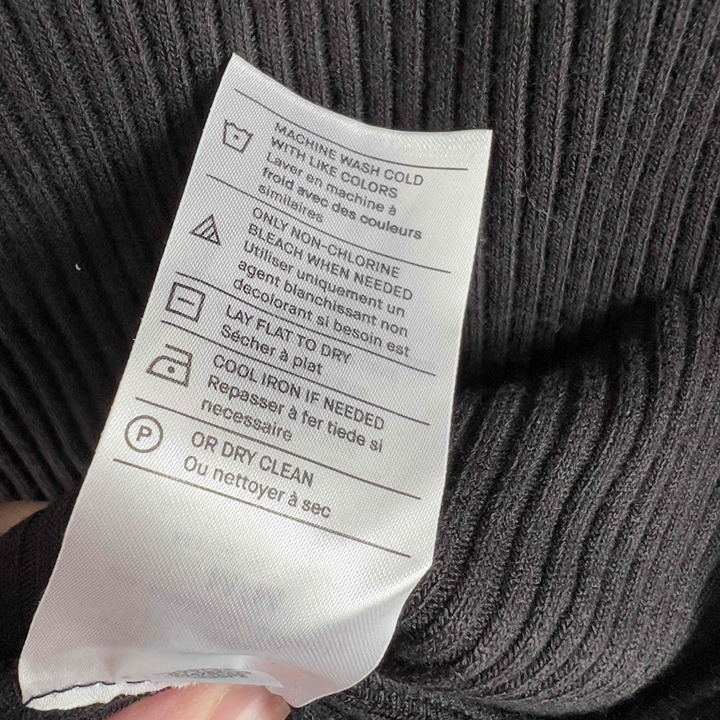 MACHINE WASH COLD
WITH LIKE COLORS
Laver en machine à
froid avec des couleurs
similaires
ONLY NON-CHLORINE
BLEACH WHEN NEEDED
Utiliser uniquement un
agent blanchissant non
decolorant si besoin est
LAY FLAT TO DRY
Sécher à plat
COOL IRON IF NEEDED
Repasser à fer tiede si
necessaire
P
OR DRY CLEAN
Ou nettoyer à sec